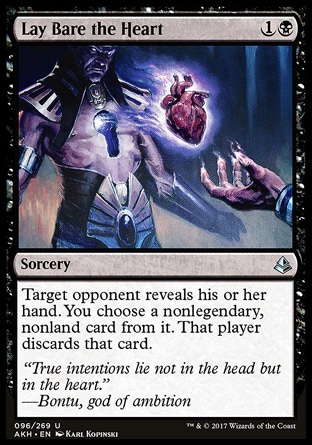 Lay Bare the Heart 1
Sorcery
Target opponent reveals his or her
hand. You choose a nonlegendary,
nonland card from it. That player
discards that card.
“True intentions lie not in the head but
in the heart.”
—Bontu, god of ambition
096/269 U
AKH • EN KARL KOPINSKI
™ & © 2017 Wizards of the Coast